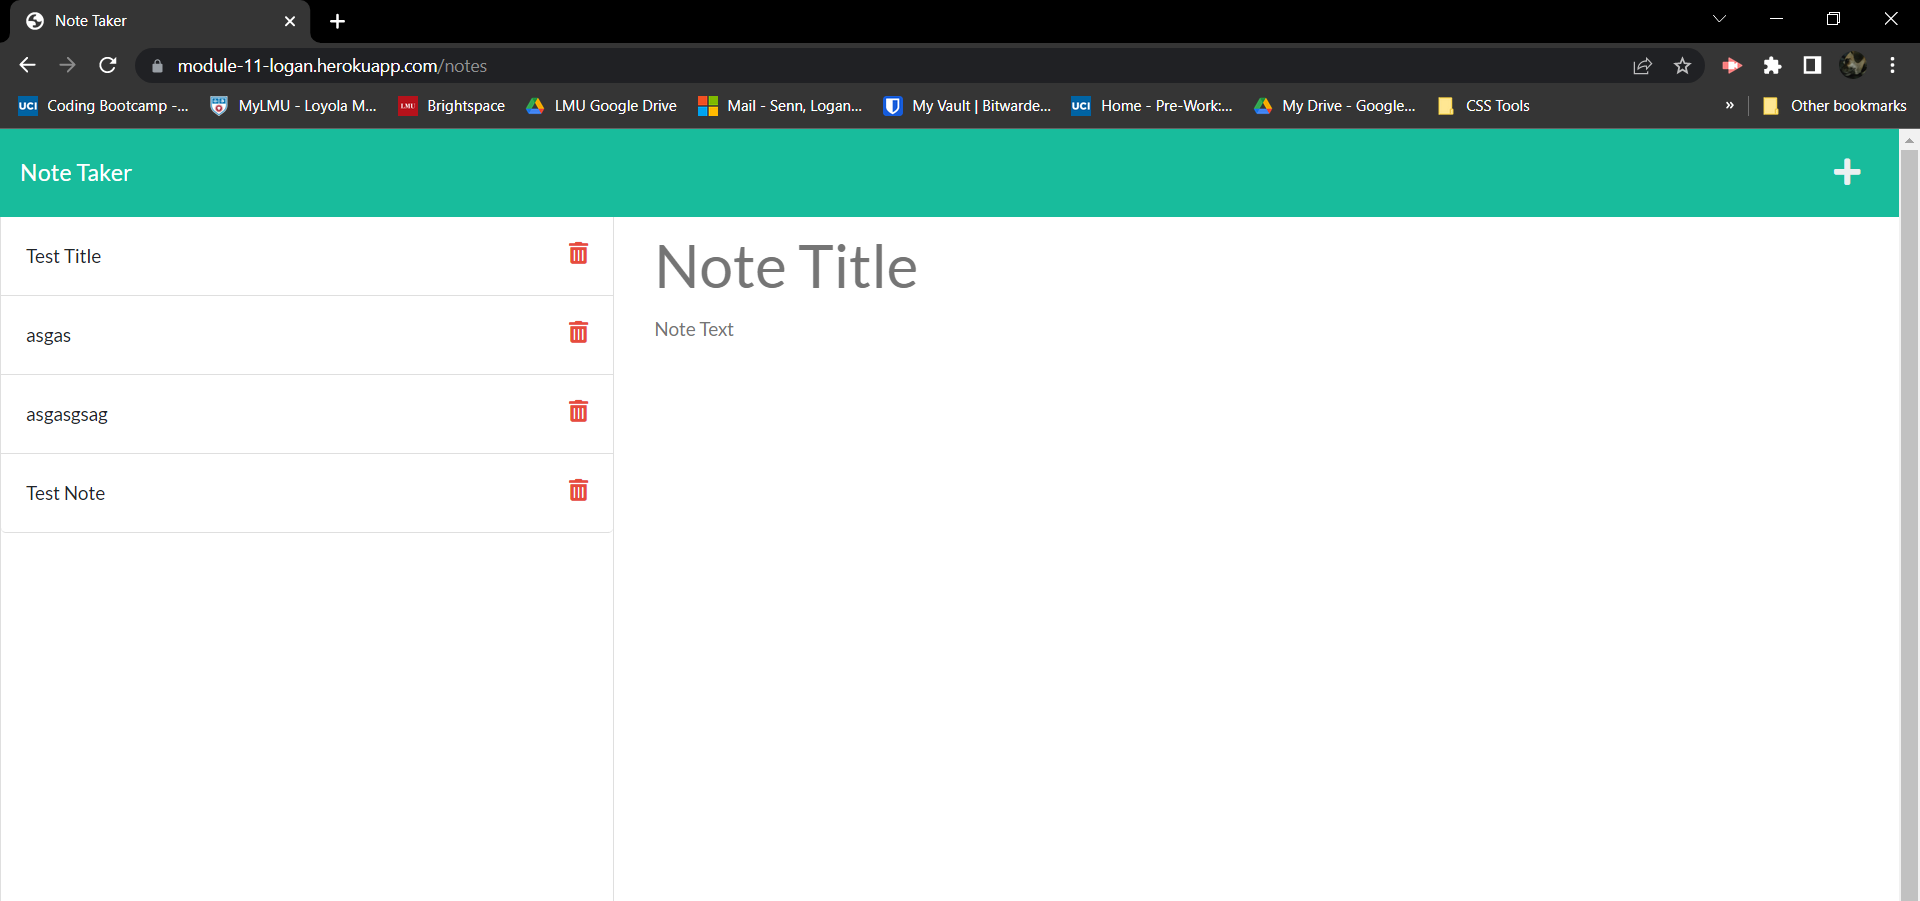 Note Taker
module-11-logan.herokuapp.com/notes
UCI Coding Bootcamp -... MyLMU - Loyola M... LMU Brightspace LMU Google Drive Mail - Senn, Logan... My Vault | Bitwarde... UCI Home - Pre-Work:... My Drive - Google... CSS Tools » Other bookmarks
Note Taker
Test Title
asgas
asgasgsag
Test Note
Note Title
Note Text